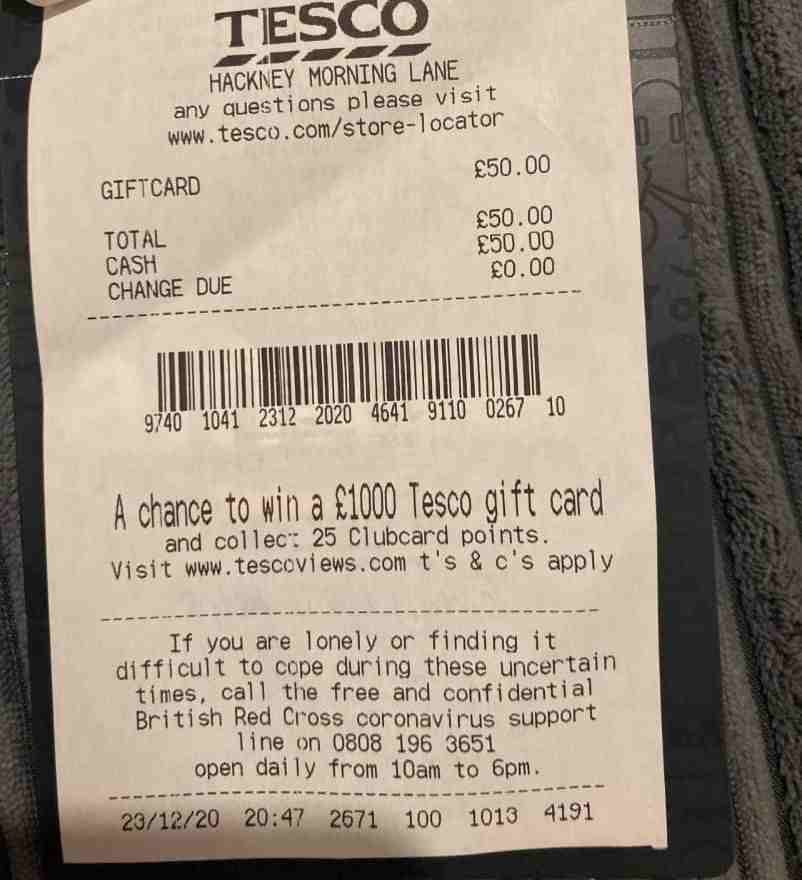 TESCO
HACKNEY MORNING LANE
any questions please visit
www.tesco.com/store-locator
GIFTCARD £50.00
TOTAL £50.00
CASH £50.00
CHANGE DUE £0.00
9740 1041 2312 2020 4641 9110 0267 10
A chance to win a £1000 Tesco gift card
and collect 25 Clubcard points.
Visit www.tescoviews.com t's & c's apply
If you are lonely or finding it
difficult to cope during these uncertain
times, call the free and confidential
British Red Cross coronavirus support
line on 0808 196 3651
open daily from 10am to 6pm.
23/12/20 20:47 2671 100 1013 4191